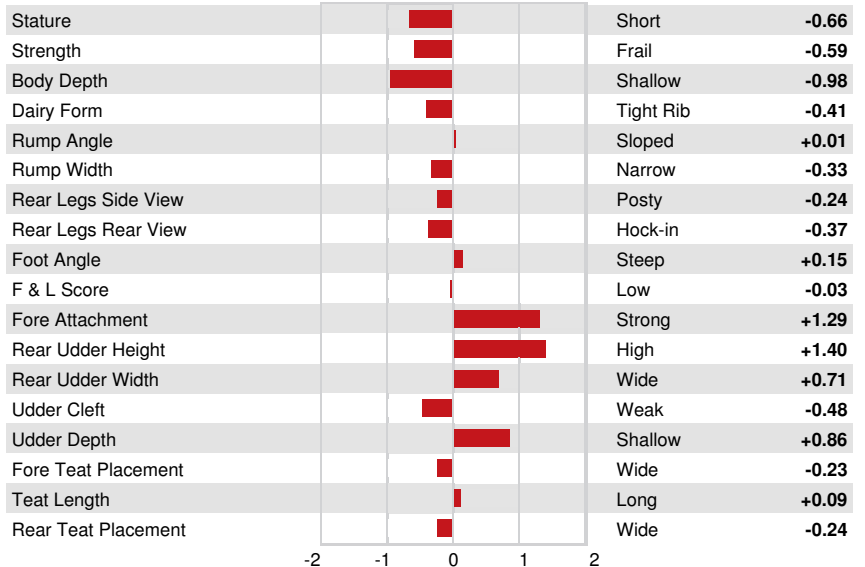 Stature Short -0.66
Strength Frail -0.59
Body Depth Shallow -0.98
Dairy Form Tight Rib -0.41
Rump Angle Sloped +0.01
Rump Width Narrow -0.33
Rear Legs Side View Posty -0.24
Rear Legs Rear View Hock-in -0.37
Foot Angle Steep +0.15
F & L Score Low -0.03
Fore Attachment Strong +1.29
Rear Udder Height High +1.40
Rear Udder Width Wide +0.71
Udder Cleft Weak -0.48
Udder Depth Shallow +0.86
Fore Teat Placement Wide -0.23
Teat Length Long +0.09
Rear Teat Placement Wide -0.24
-2 -1 0 1 2